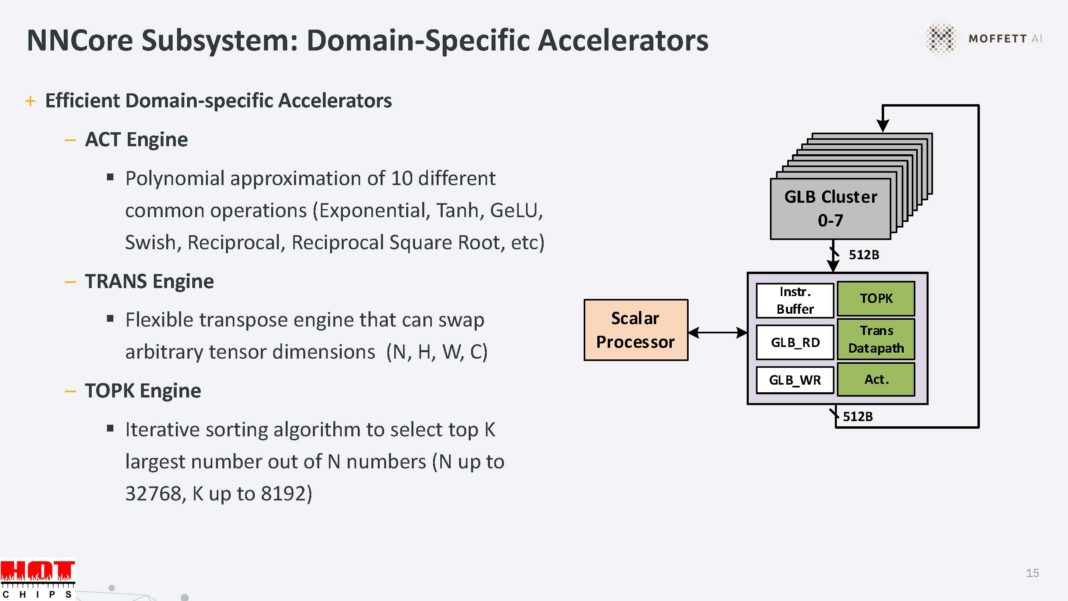 NNCore Subsystem: Domain-Specific Accelerators
MOFFETT AI
+ Efficient Domain-specific Accelerators
– ACT Engine
▪ Polynomial approximation of 10 different
common operations (Exponential, Tanh, GeLU,
Swish, Reciprocal, Reciprocal Square Root, etc)
– TRANS Engine
▪ Flexible transpose engine that can swap
arbitrary tensor dimensions (N, H, W, C)
– TOPK Engine
▪ Iterative sorting algorithm to select top K
largest number out of N numbers (N up to
32768, K up to 8192)
GLB Cluster
0-7
512B
Scalar
Processor
Instr.
Buffer
TOPK
GLB_RD
Trans
Datapath
GLB_WR
Act.
512B
HOT
CHIPS
15